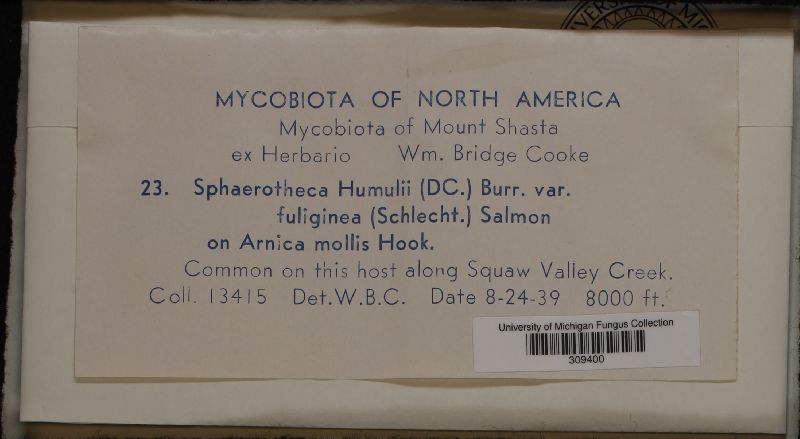 MYCOBIOTA OF NORTH AMERICA
Mycobiota of Mount Shasta
ex Herbario Wm. Bridge Cooke
23. Sphaerotheca Humulii (DC.) Burr. var.
fuliginea (Schlecht.) Salmon
on Arnica mollis Hook.
Common on this host along Squaw Valley Creek.
Coll. 13415 Det.W.B.C. Date 8-24-39 8000 ft.
University of Michigan Fungus Collection
309400